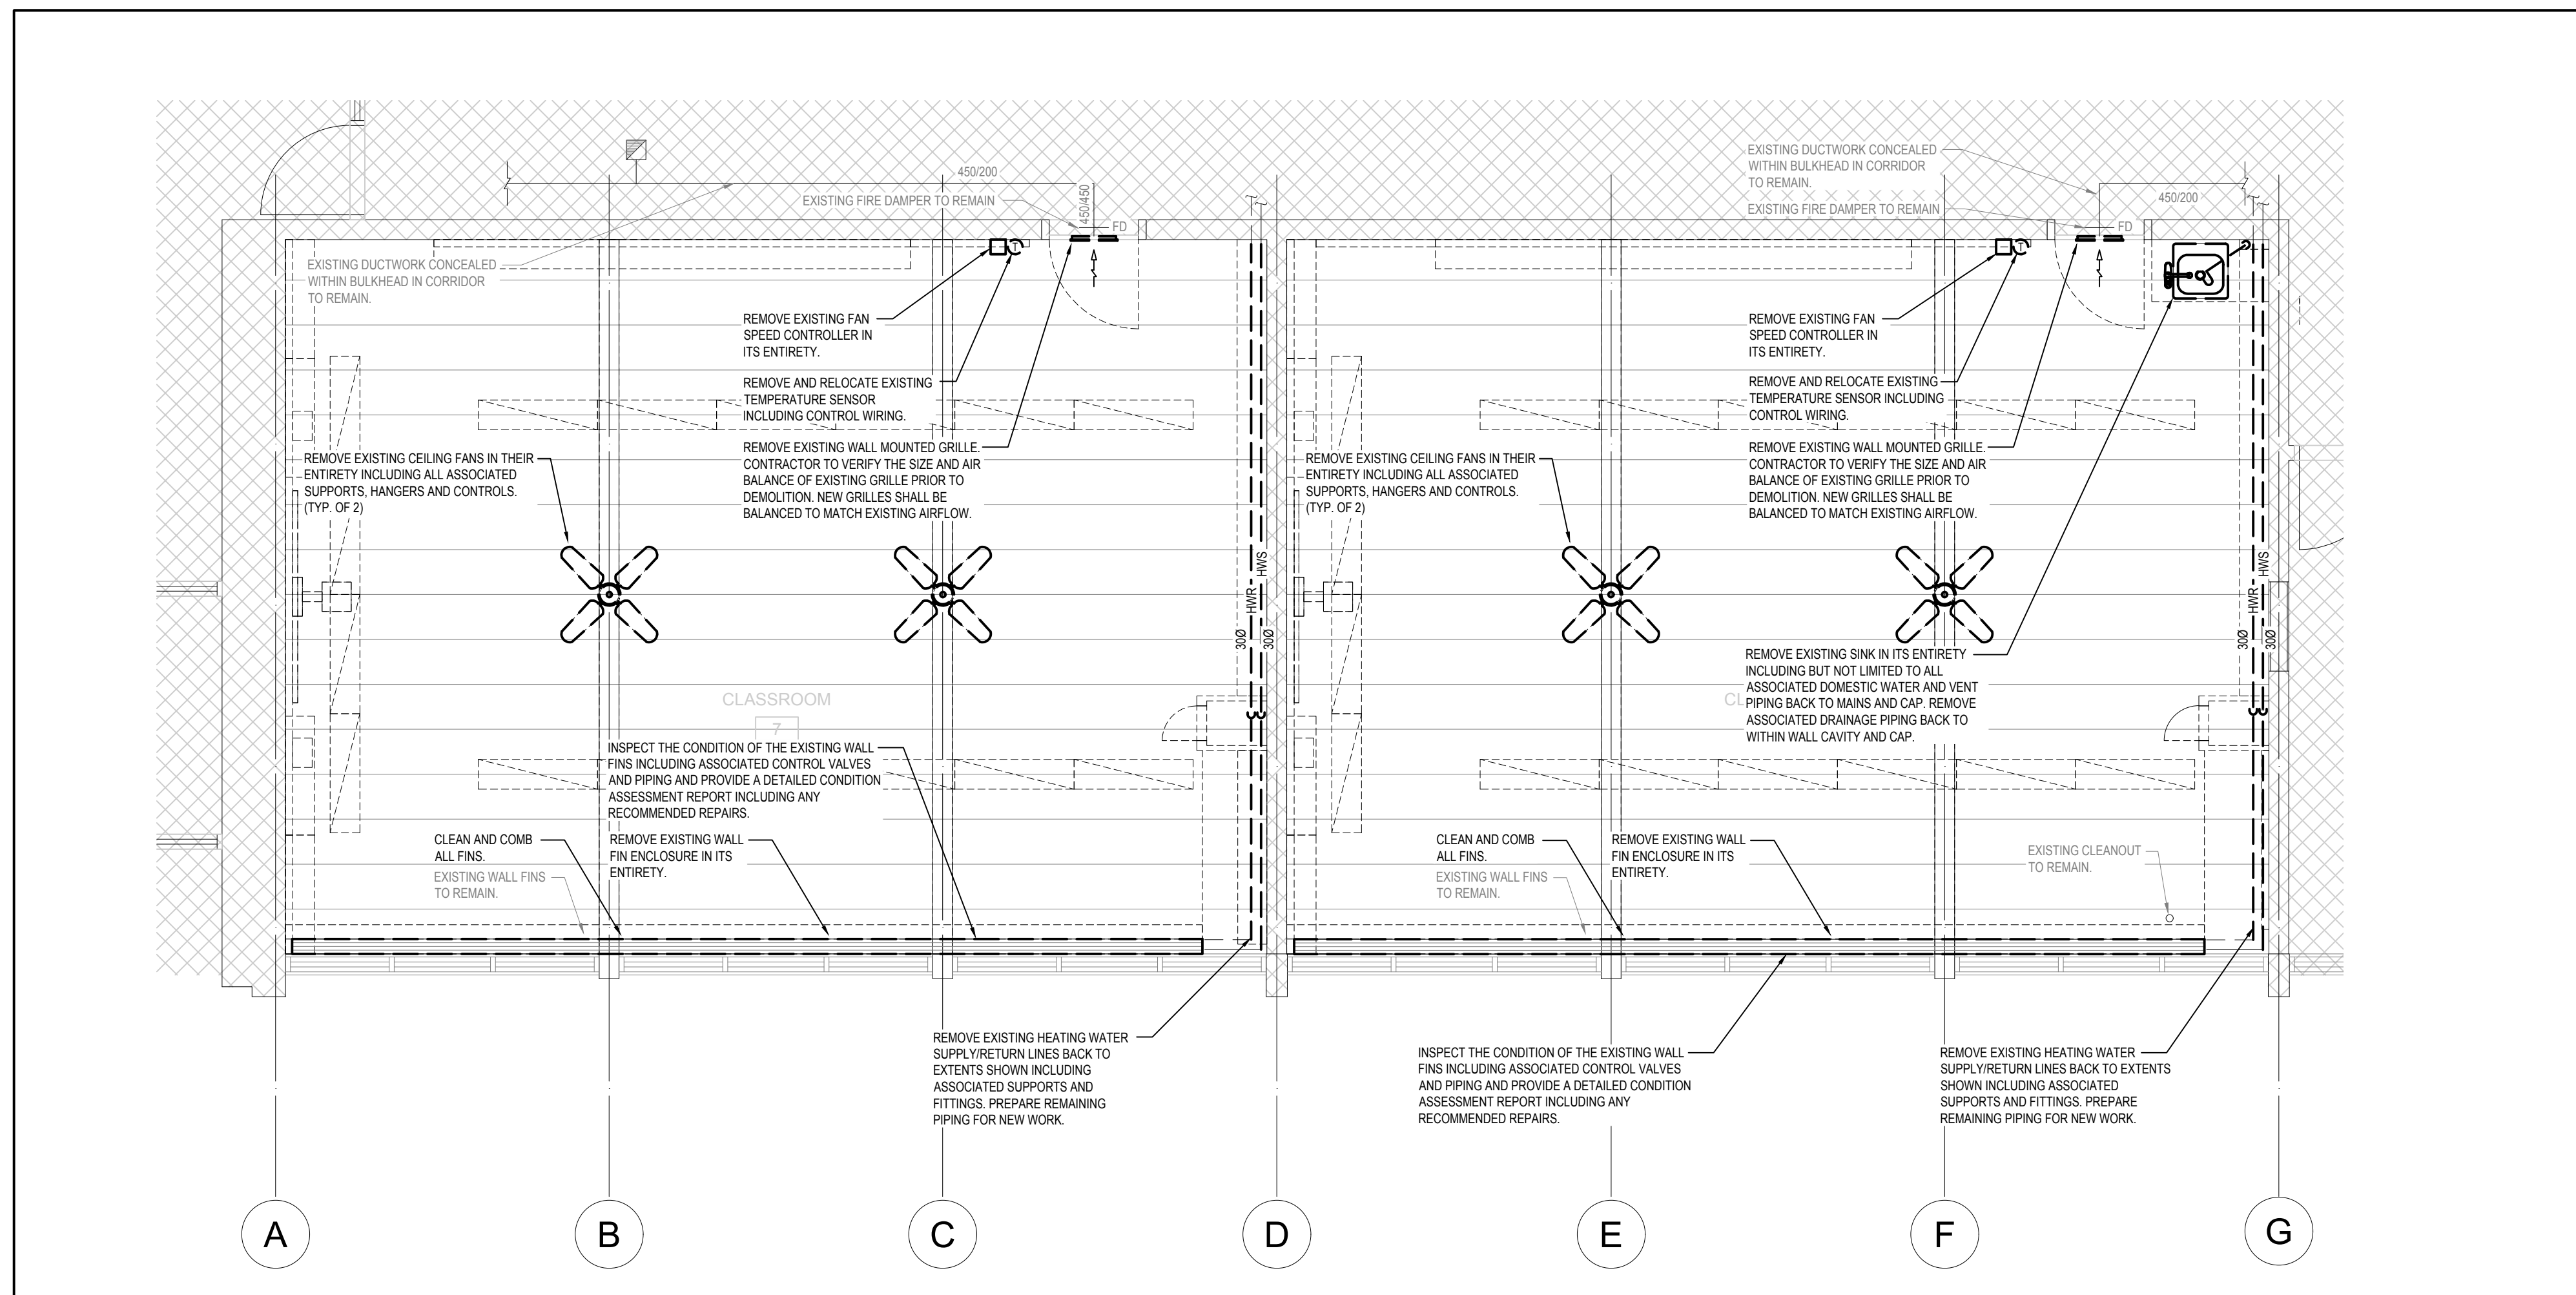 450/200
450/450
EXISTING FIRE DAMPER TO REMAIN
FD
EXISTING DUCTWORK CONCEALED
WITHIN BULKHEAD IN CORRIDOR
TO REMAIN.
T
REMOVE EXISTING FAN
SPEED CONTROLLER IN
ITS ENTIRETY.
REMOVE AND RELOCATE EXISTING
TEMPERATURE SENSOR
INCLUDING CONTROL WIRING.
REMOVE EXISTING WALL MOUNTED GRILLE.
CONTRACTOR TO VERIFY THE SIZE AND AIR
BALANCE OF EXISTING GRILLE PRIOR TO
DEMOLITION. NEW GRILLES SHALL BE
BALANCED TO MATCH EXISTING AIRFLOW.
REMOVE EXISTING CEILING FANS IN THEIR
ENTIRETY INCLUDING ALL ASSOCIATED
SUPPORTS, HANGERS AND CONTROLS.
(TYP. OF 2)
HWS
HWR
30Ø
30Ø
CLASSROOM
7
INSPECT THE CONDITION OF THE EXISTING WALL
FINS INCLUDING ASSOCIATED CONTROL VALVES
AND PIPING AND PROVIDE A DETAILED CONDITION
ASSESSMENT REPORT INCLUDING ANY
RECOMMENDED REPAIRS.
CLEAN AND COMB
ALL FINS.
EXISTING WALL FINS
TO REMAIN.
REMOVE EXISTING WALL
FIN ENCLOSURE IN ITS
ENTIRETY.
REMOVE EXISTING HEATING WATER
SUPPLY/RETURN LINES BACK TO
EXTENTS SHOWN INCLUDING
ASSOCIATED SUPPORTS AND
FITTINGS. PREPARE REMAINING
PIPING FOR NEW WORK.
EXISTING DUCTWORK CONCEALED
WITHIN BULKHEAD IN CORRIDOR
TO REMAIN.
EXISTING FIRE DAMPER TO REMAIN
450/200
FD
T
REMOVE EXISTING FAN
SPEED CONTROLLER IN
ITS ENTIRETY.
REMOVE AND RELOCATE EXISTING
TEMPERATURE SENSOR INCLUDING
CONTROL WIRING.
REMOVE EXISTING WALL MOUNTED GRILLE.
CONTRACTOR TO VERIFY THE SIZE AND AIR
BALANCE OF EXISTING GRILLE PRIOR TO
DEMOLITION. NEW GRILLES SHALL BE
BALANCED TO MATCH EXISTING AIRFLOW.
REMOVE EXISTING CEILING FANS IN THEIR
ENTIRETY INCLUDING ALL ASSOCIATED
SUPPORTS, HANGERS AND CONTROLS.
(TYP. OF 2)
HWS
HWR
30Ø
30Ø
REMOVE EXISTING SINK IN ITS ENTIRETY
INCLUDING BUT NOT LIMITED TO ALL
ASSOCIATED DOMESTIC WATER AND VENT
PIPING BACK TO MAINS AND CAP. REMOVE
ASSOCIATED DRAINAGE PIPING BACK TO
WITHIN WALL CAVITY AND CAP.
CLEAN AND COMB
ALL FINS.
EXISTING WALL FINS
TO REMAIN.
REMOVE EXISTING WALL
FIN ENCLOSURE IN ITS
ENTIRETY.
EXISTING CLEANOUT
TO REMAIN.
INSPECT THE CONDITION OF THE EXISTING WALL
FINS INCLUDING ASSOCIATED CONTROL VALVES
AND PIPING AND PROVIDE A DETAILED CONDITION
ASSESSMENT REPORT INCLUDING ANY
RECOMMENDED REPAIRS.
REMOVE EXISTING HEATING WATER
SUPPLY/RETURN LINES BACK TO EXTENTS
SHOWN INCLUDING ASSOCIATED
SUPPORTS AND FITTINGS. PREPARE
REMAINING PIPING FOR NEW WORK.
A
B
C
D
E
F
G